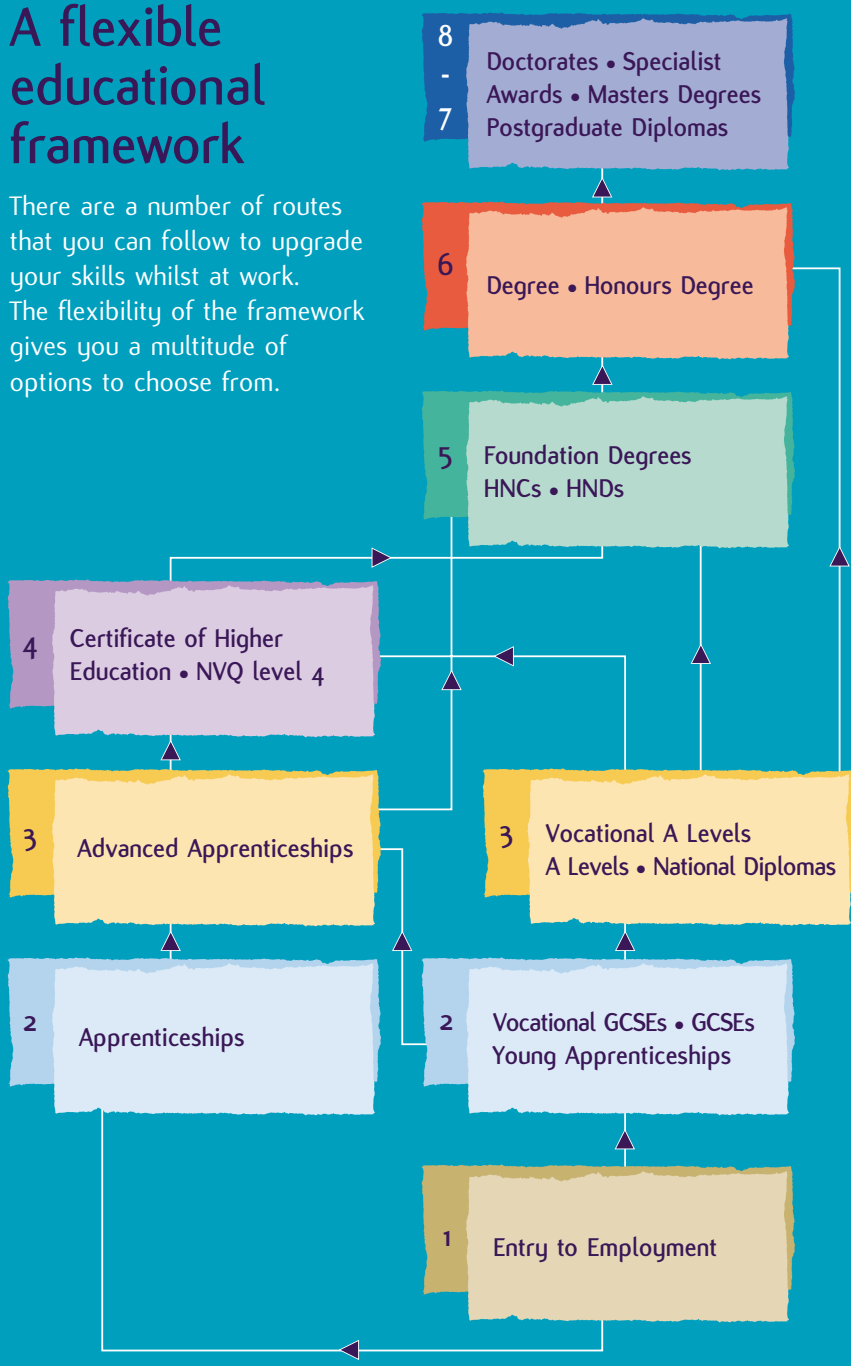 A flexible
educational
framework
There are a number of routes
that you can follow to upgrade
your skills whilst at work.
The flexibility of the framework
gives you a multitude of
options to choose from.
8
-
7
Doctorates • Specialist
Awards • Masters Degrees
Postgraduate Diplomas
6
Degree • Honours Degree
5
Foundation Degrees
HNCs • HNDs
4
Certificate of Higher
Education • NVQ level 4
3
Advanced Apprenticeships
3
Vocational A Levels
A Levels • National Diplomas
2
Apprenticeships
2
Vocational GCSEs • GCSEs
Young Apprenticeships
1
Entry to Employment